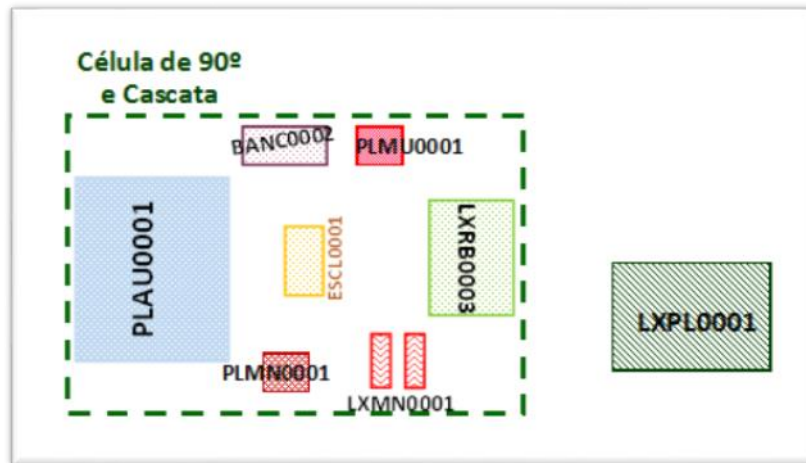 Célula de 90º
e Cascata
BANC0002
PLMU0001
PLAU0001
ESCL0001
LXRB0003
LXPL0001
PLMN0001
LXMN0001